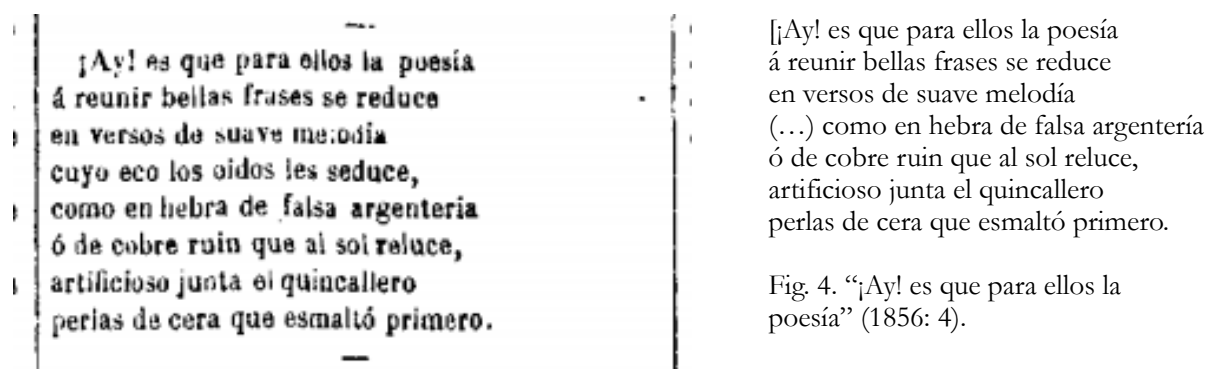 ¡Ay! es que para ellos la puesía
á reunir bellas frases se reduce
en versos de suave melodía
cuyo eco los oidos les seduce,
como en hebra de falsa argenteria
ó de cobre ruin que al sol reluce,
artificioso junta el quincallero
perlas de cera que esmaltó primero.
[¡Ay! es que para ellos la poesía
á reunir bellas frases se reduce
en versos de suave melodía
(…) como en hebra de falsa argentería
ó de cobre ruin que al sol reluce,
artificioso junta el quincallero
perlas de cera que esmaltó primero.
Fig. 4. “¡Ay! es que para ellos la
poesía” (1856: 4).